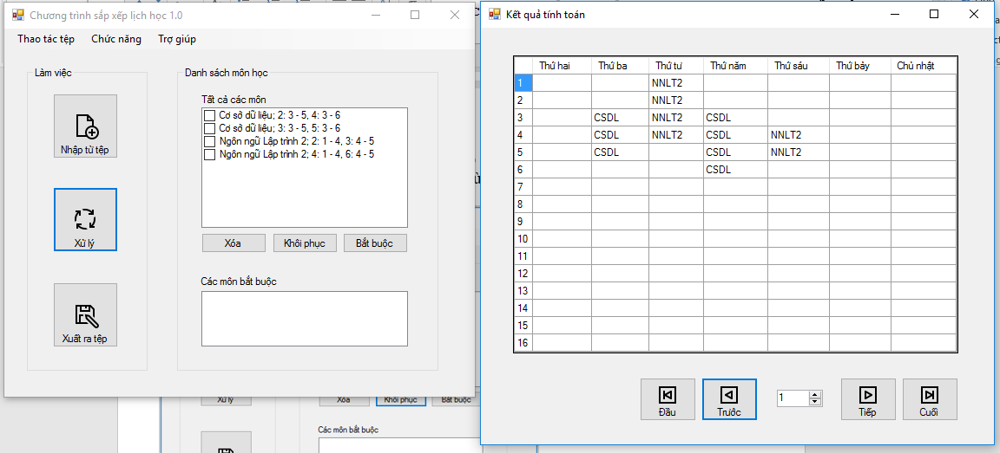 Chương trình sắp xếp lịch học 1.0
Thao tác tệp Chức năng Trợ giúp
Làm việc
Nhập từ tệp
Xử lý
Xuất ra tệp
Danh sách môn học
Tất cả các môn
Cơ sở dữ liệu; 2: 3 - 5, 4: 3 - 6
Cơ sở dữ liệu; 3: 3 - 5, 5: 3 - 6
Ngôn ngữ Lập trình 2; 2: 1 - 4, 3: 4 - 5
Ngôn ngữ Lập trình 2; 4: 1 - 4, 6: 4 - 5
Xóa Khôi phục Bắt buộc
Các môn bắt buộc
Xử lý
Xóa Khôi phục Bắt buộc
Các môn bắt buộc
Kết quả tính toán
Thứ hai Thứ ba Thứ tư Thứ năm Thứ sáu Thứ bảy Chủ nhật
1 NNLT2
2 NNLT2
3 CSDL NNLT2 CSDL
4 CSDL NNLT2 CSDL NNLT2
5 CSDL CSDL NNLT2
6 CSDL
7
8
9
10
11
12
13
14
15
16
Đầu Trước 1 Tiếp Cuối